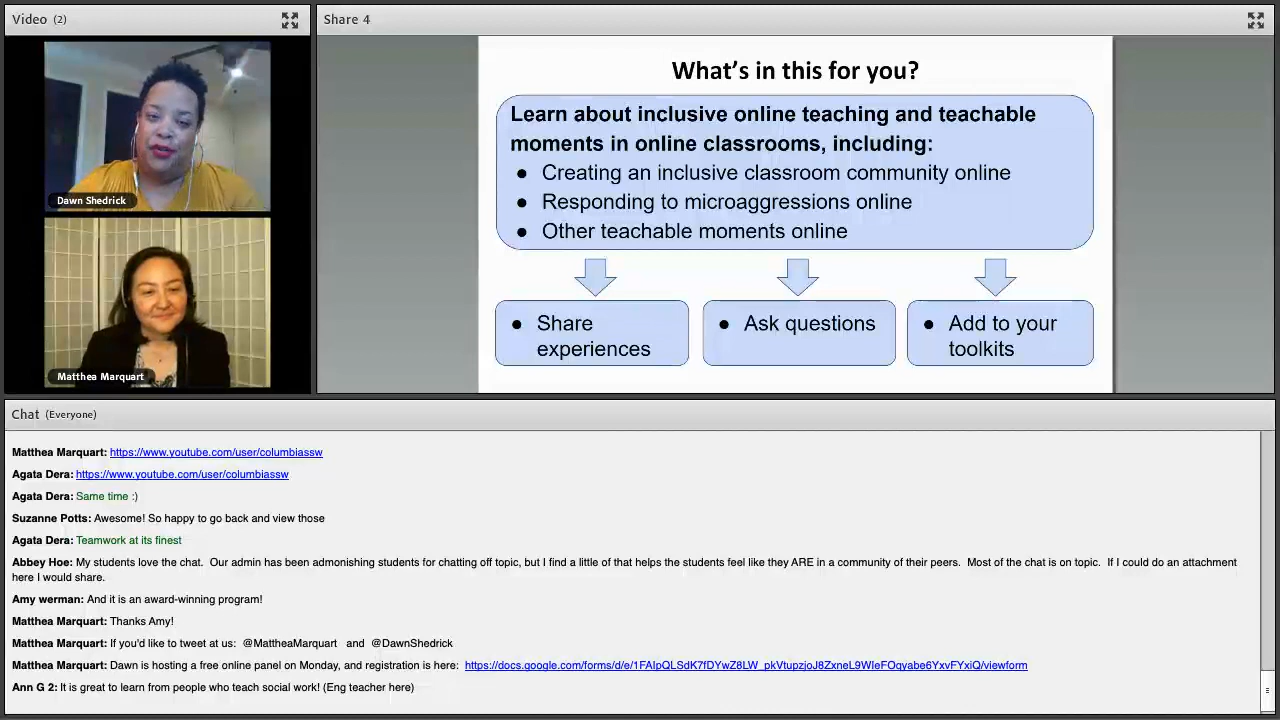 Video (2)
Share 4
Dawn Shedrick
Matthea Marquart
What's in this for you?
Learn about inclusive online teaching and teachable
moments in online classrooms, including:
● Creating an inclusive classroom community online
● Responding to microaggressions online
● Other teachable moments online
● Share
experiences
● Ask questions
● Add to your
toolkits
Chat (Everyone)
Matthea Marquart: https://www.youtube.com/user/columbiassw
Agata Dera: https://www.youtube.com/user/columbiassw
Agata Dera: Same time :)
Suzanne Potts: Awesome! So happy to go back and view those
Agata Dera: Teamwork at its finest
Abbey Hoe: My students love the chat. Our admin has been admonishing students for chatting off topic, but I find a little of that helps the students feel like they ARE in a community of their peers. Most of the chat is on topic. If I could do an attachment
here I would share.
Amy werman: And it is an award-winning program!
Matthea Marquart: Thanks Amy!
Matthea Marquart: If you'd like to tweet at us: @MattheaMarquart and @DawnShedrick
Matthea Marquart: Dawn is hosting a free online panel on Monday, and registration is here:
Ann G 2: It is great to learn from people who teach social work! (Eng teacher here)